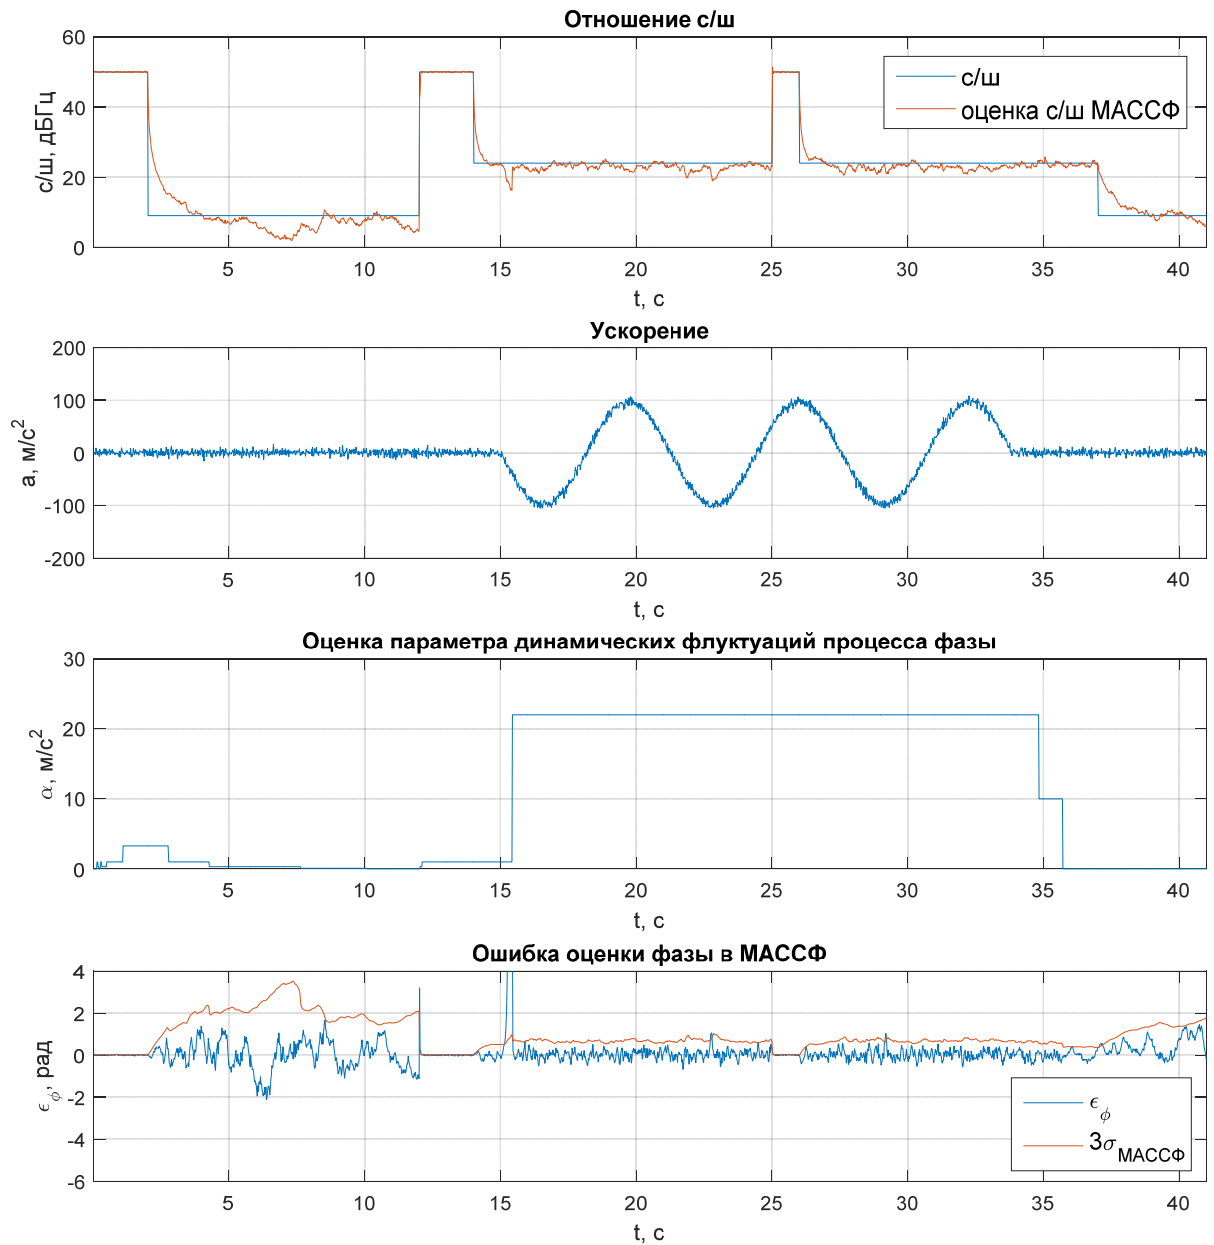 Отношение с/ш
60
40
20
0
с/ш, дБГц
с/ш
оценка с/ш МАССФ
5 10 15 20 25 30 35 40
t, с
Ускорение
200
100
0
-100
-200
a, м/с²
5 10 15 20 25 30 35 40
t, с
Оценка параметра динамических флуктуаций процесса фазы
30
20
10
0
α, м/с²
5 10 15 20 25 30 35 40
t, с
Ошибка оценки фазы в МАССФ
4
2
0
-2
-4
-6
ϵ_ϕ, рад
ϵ_ϕ
3σ_МАССФ
5 10 15 20 25 30 35 40
t, с